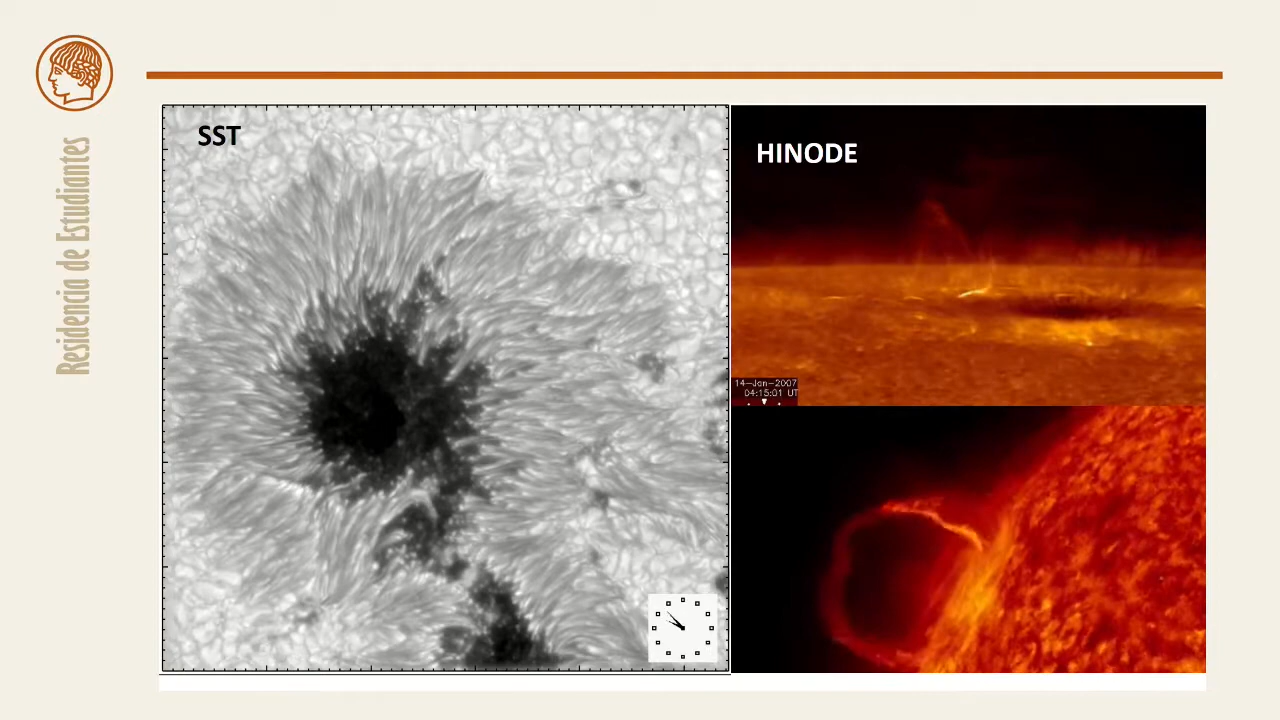 Residencia de Estudiantes
SST
HINODE
14-Jan-2007
04:15:01 UT